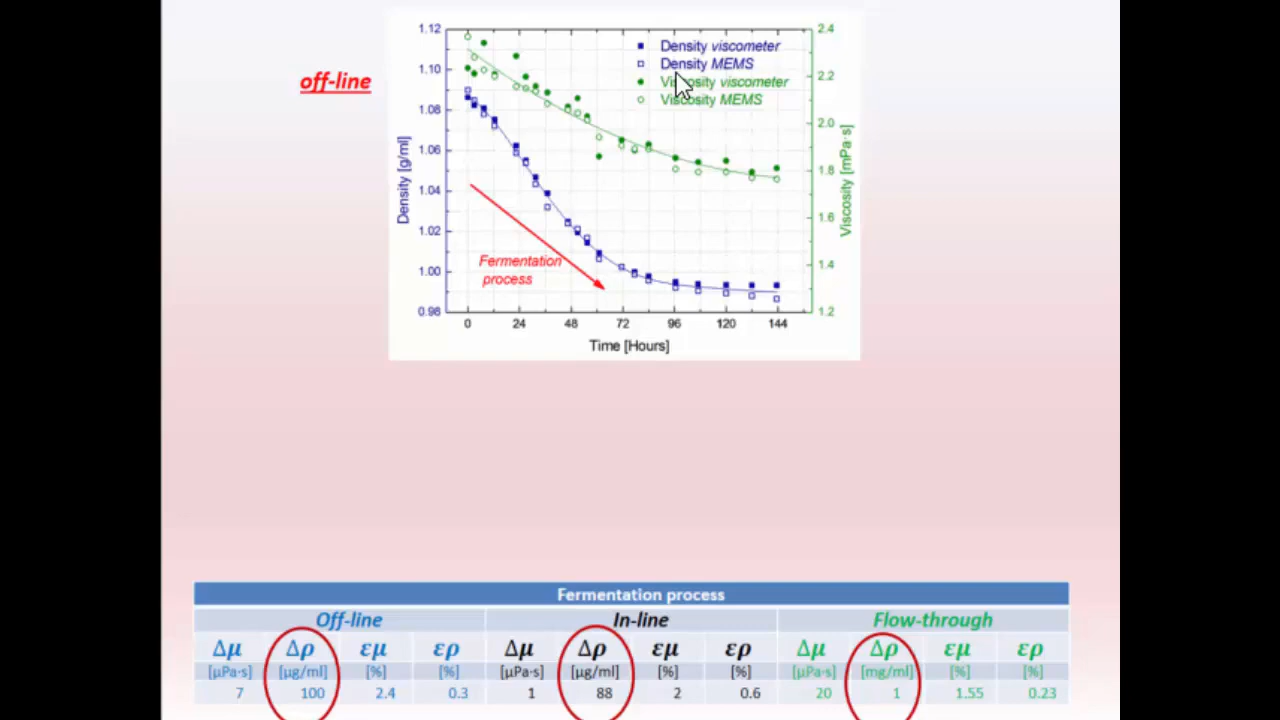 off-line
1.12
1.10
1.08
1.06
1.04
1.02
1.00
0.98
Density [g/ml]
Density viscometer
Density MEMS
Viscosity viscometer
Viscosity MEMS
2.4
2.2
2.0
1.8
1.6
1.4
1.2
Viscosity [mPa·s]
Fermentation
process
0 24 48 72 96 120 144
Time [Hours]
Fermentation process
Off-line In-line Flow-through
Δμ Δρ εμ ερ Δμ Δρ εμ ερ Δμ Δρ εμ ερ
[μPa·s] [μg/ml] [%] [%] [μPa·s] [μg/ml] [%] [%] [μPa·s] [mg/ml] [%] [%]
7 100 2.4 0.3 1 88 2 0.6 20 1 1.55 0.23